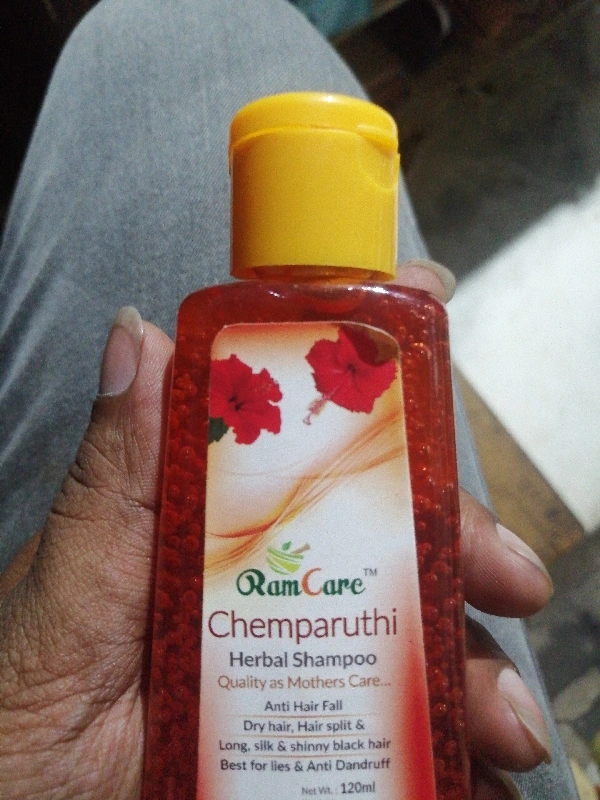 RamCare™
Chemparuthi
Herbal Shampoo
Quality as Mothers Care...
Anti Hair Fall
Dry hair, Hair split &
Long, silk & shinny black hair
Best for lies & Anti Dandruff
Net Wt. : 120ml